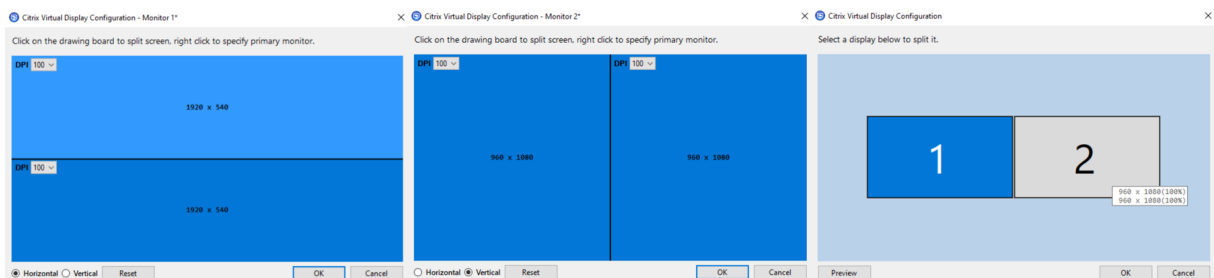 Citrix Virtual Display Configuration - Monitor 1*
Click on the drawing board to split screen, right click to specify primary monitor.
DPI 100
1920 x 540
DPI 100
1920 x 540
Horizontal Vertical Reset OK Cancel
Citrix Virtual Display Configuration - Monitor 2*
Click on the drawing board to split screen, right click to specify primary monitor.
DPI 100 DPI 100
960 x 1080 960 x 1080
Horizontal Vertical Reset OK Cancel
Citrix Virtual Display Configuration
Select a display below to split it.
1 2
960 x 1080(100%)
960 x 1080(100%)
Preview OK Cancel